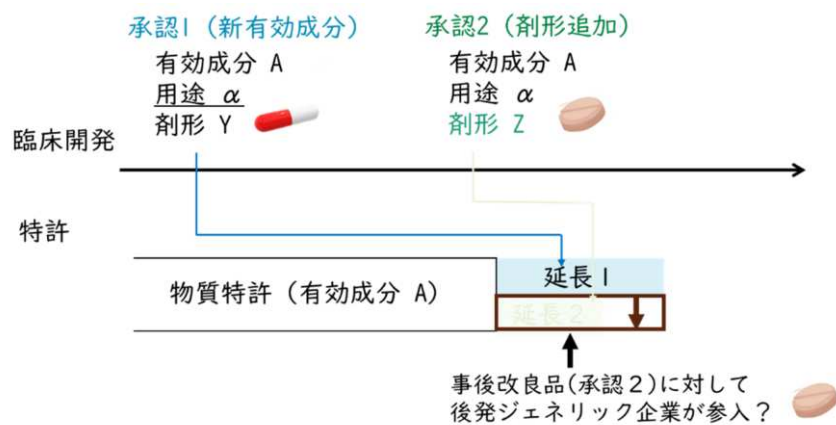 承認1(新有効成分)
有効成分 A
用途 α
剤形 Y
承認2(剤形追加)
有効成分 A
用途 α
剤形 Z
臨床開発
特許
物質特許(有効成分 A)
延長1
延長2
事後改良品(承認2)に対して
後発ジェネリック企業が参入?